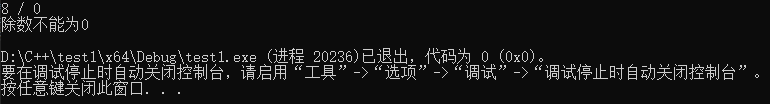 8 / 0
除数不能为0
D:\C++\test1\x64\Debug\test1.exe (进程 20236)已退出，代码为 0 (0x0)。
要在调试停止时自动关闭控制台，请启用“工具”->“选项”->“调试”->“调试停止时自动关闭控制台”。
按任意键关闭此窗口. . .